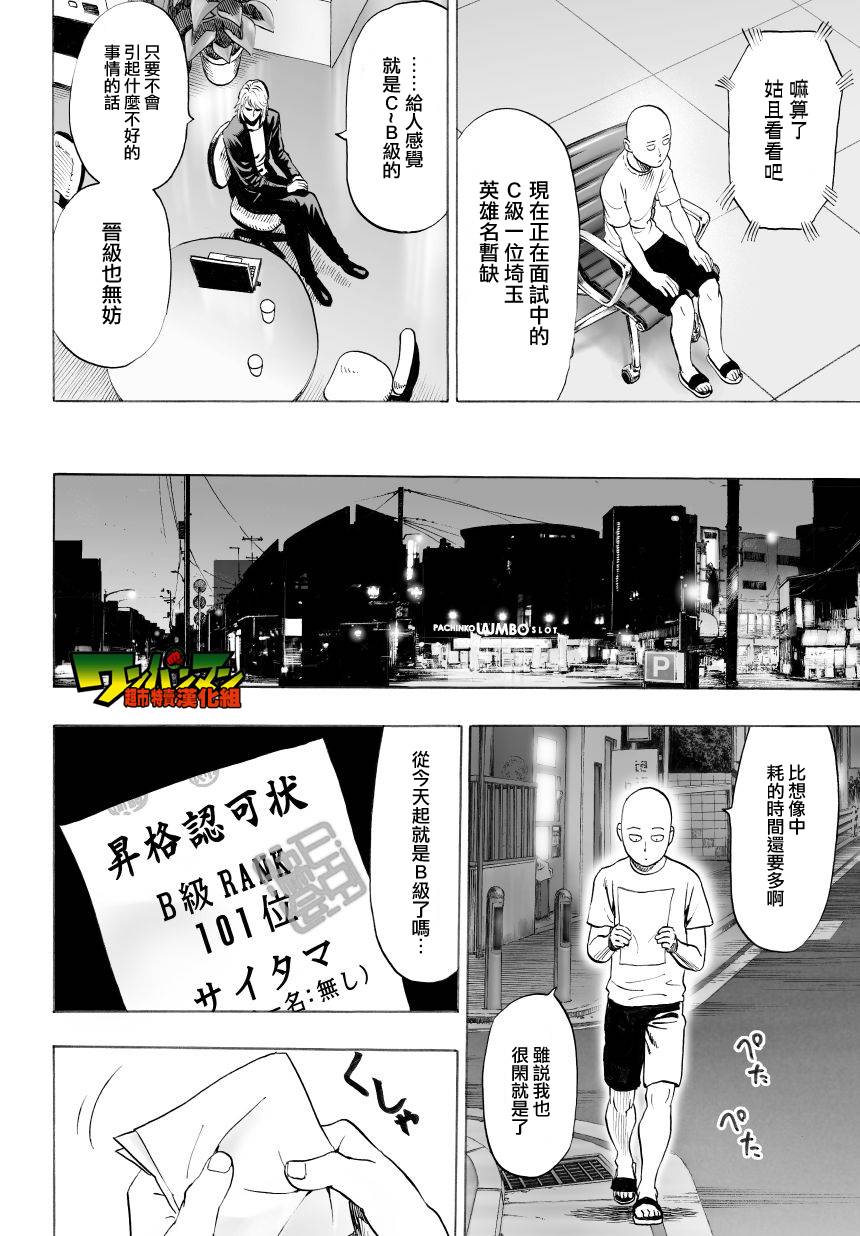 嘛算了
姑且看看吧
現在正在面試中的
C級一位埼玉
英雄名暫缺
……給人感覺
就是C~B級的
只要不會
引起什麼不好的
事情的話
晉級也無妨
PACHINKO JUMBO SLOT
P
ワンパンマン
超市特賣漢化組
比想像中
耗的時間還要多啊
雖説我也
很閑就是了
ぺた
ぺた
從今天起就是B級了嗎…
昇格認可状
B級RANK
101位
サイタマ
名:無し)
くしゃ